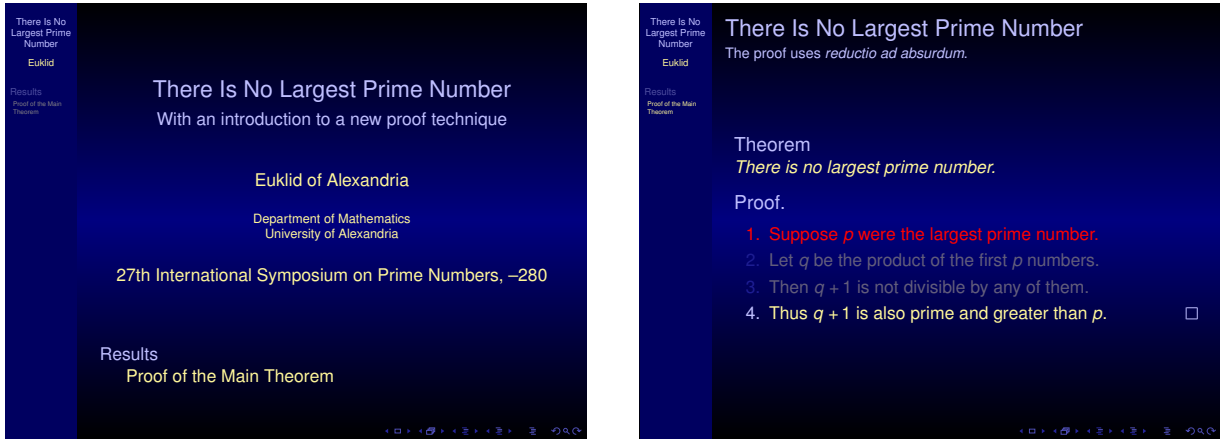 There Is No
Largest Prime
Number
Euklid
Results
Proof of the Main
Theorem
There Is No Largest Prime Number
With an introduction to a new proof technique
Euklid of Alexandria
Department of Mathematics
University of Alexandria
27th International Symposium on Prime Numbers, –280
Results
Proof of the Main Theorem
There Is No
Largest Prime
Number
Euklid
Results
Proof of the Main
Theorem
There Is No Largest Prime Number
The proof uses reductio ad absurdum.
Theorem
There is no largest prime number.
Proof.
1. Suppose p were the largest prime number.
2. Let q be the product of the first p numbers.
3. Then q + 1 is not divisible by any of them.
4. Thus q + 1 is also prime and greater than p. □